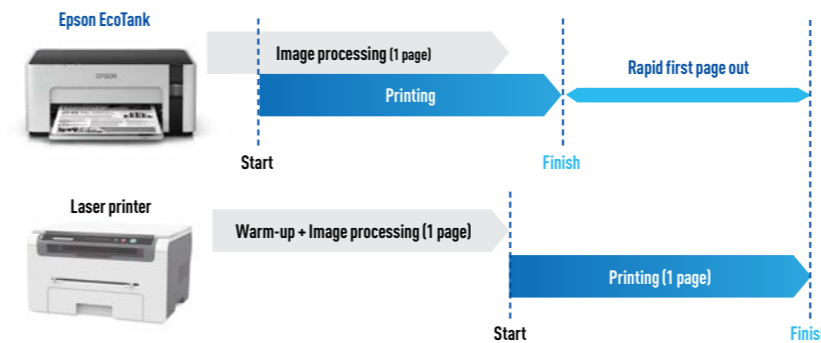 Epson EcoTank
EPSON
Image processing (1 page)
Printing
Rapid first page out
Start
Finish
Laser printer
Warm-up + Image processing (1 page)
Printing (1 page)
Start
Finis